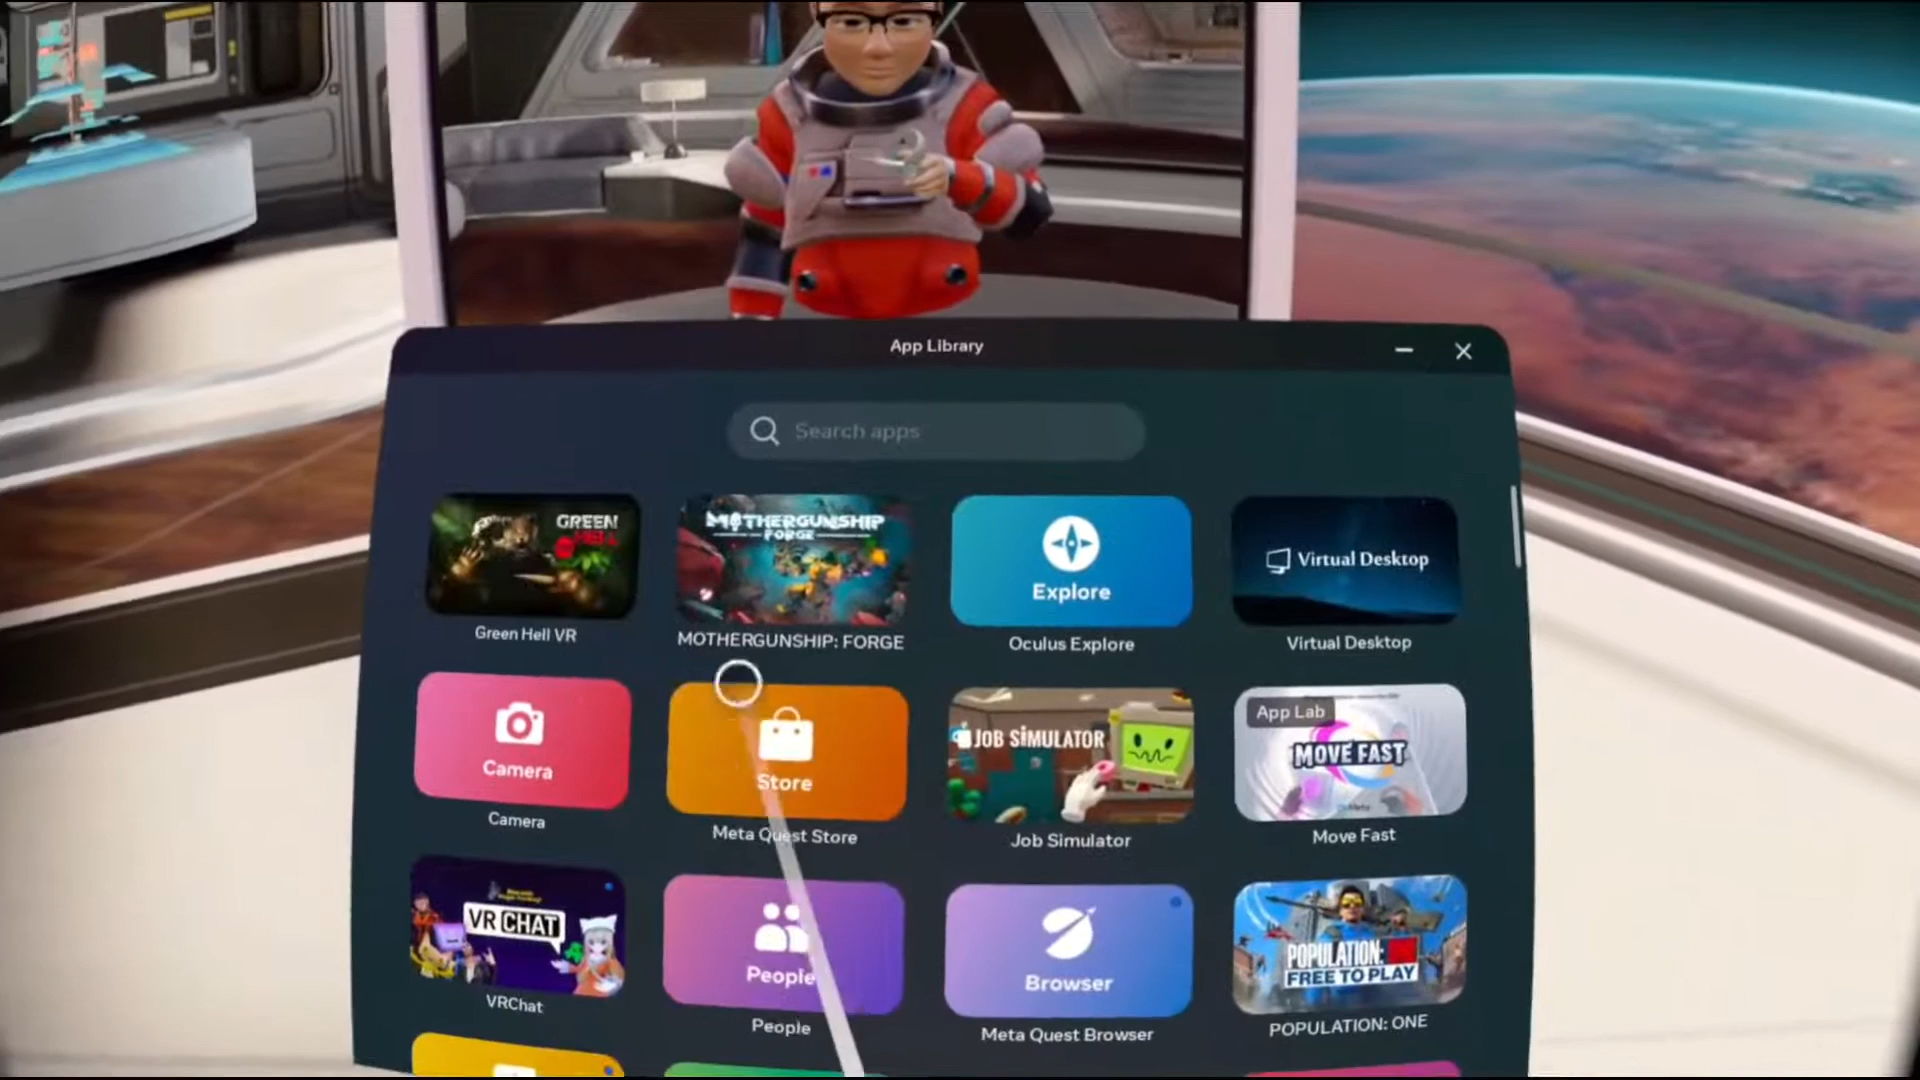 App Library
Search apps
GREEN
HELL
MOTHERGUNSHIP
FORGE
Explore
Virtual Desktop
Green Hell VR
MOTHERGUNSHIP: FORGE
Oculus Explore
Virtual Desktop
Camera
Store
JOB SIMULATOR
App Lab
MOVE FAST
Camera
Meta Quest Store
Job Simulator
Move Fast
VRCHAT
People
Browser
POPULATION:
FREE TO PLAY
VRChat
People
Meta Quest Browser
POPULATION: ONE